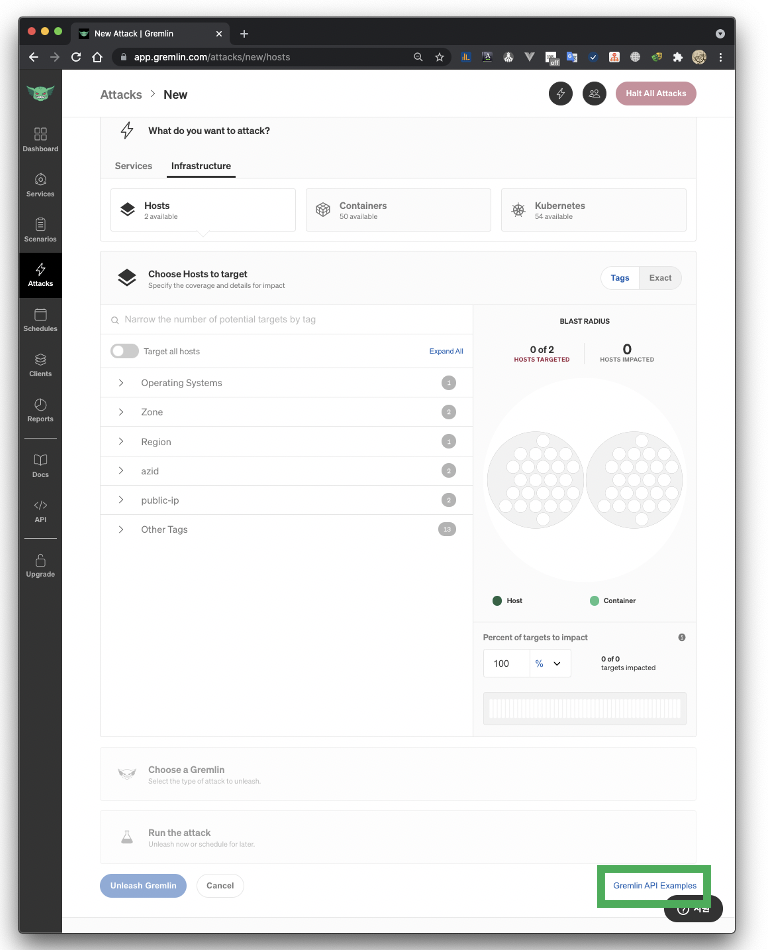 New Attack | Gremlin
app.gremlin.com/attacks/new/hosts
off
Attacks > New
Halt All Attacks
Dashboard
Services
Scenarios
Attacks
Schedules
Clients
Reports
Docs
API
Upgrade
What do you want to attack?
Services Infrastructure
Hosts
2 available
Containers
50 available
Kubernetes
54 available
Choose Hosts to target
Specify the coverage and details for impact
Tags Exact
Narrow the number of potential targets by tag
Target all hosts
Expand All
Operating Systems 1
Zone 2
Region 1
azid 2
public-ip 2
Other Tags 13
BLAST RADIUS
0 of 2
HOSTS TARGETED
0
HOSTS IMPACTED
Host
Container
Percent of targets to impact
100 %
0 of 0
targets impacted
Choose a Gremlin
Select the type of attack to unleash.
Run the attack
Unleash now or schedule for later.
Unleash Gremlin
Cancel
Gremlin API Examples